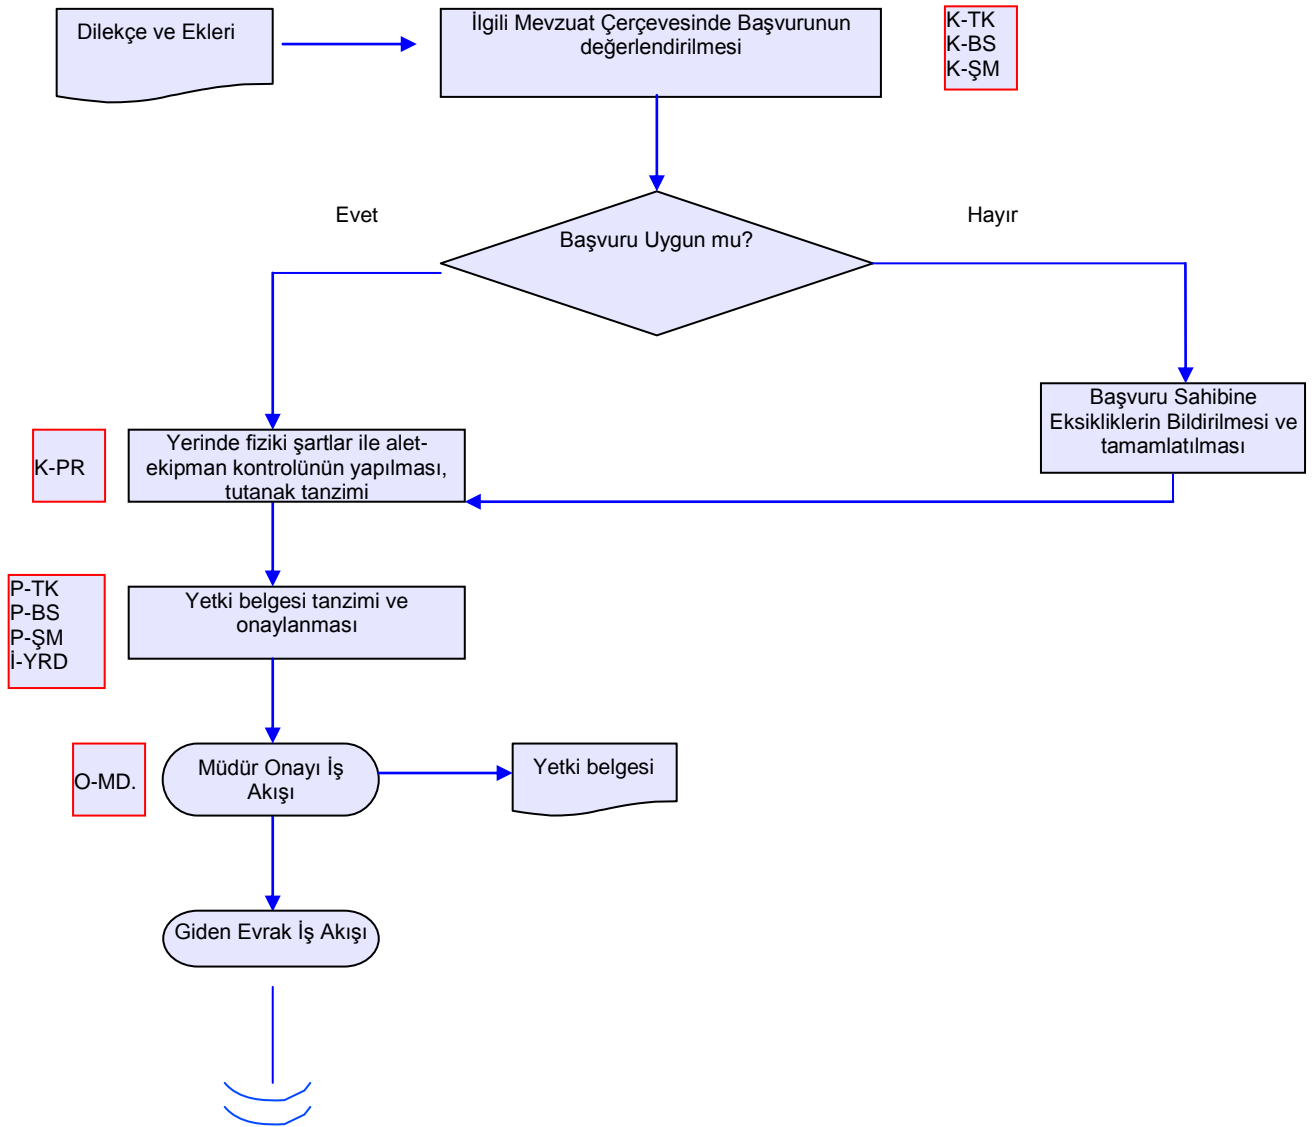 Dilekçe ve Ekleri
İlgili Mevzuat Çerçevesinde Başvurunun
değerlendirilmesi
K-TK
K-BS
K-ŞM
Evet
Hayır
Başvuru Uygun mu?
Başvuru Sahibine
Eksikliklerin Bildirilmesi ve
tamamlatılması
K-PR
Yerinde fiziki şartlar ile alet-
ekipman kontrolünün yapılması,
tutanak tanzimi
P-TK
P-BS
P-ŞM
İ-YRD
Yetki belgesi tanzimi ve
onaylanması
O-MD.
Müdür Onayı İş
Akışı
Yetki belgesi
Giden Evrak İş Akışı